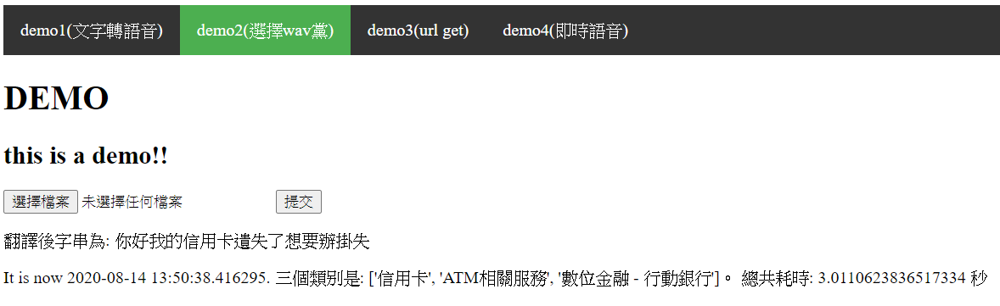 demo1(文字轉語音) demo2(選擇wav黨) demo3(url get) demo4(即時語音)
DEMO
this is a demo!!
選擇檔案 未選擇任何檔案 提交
翻譯後字串為: 你好我的信用卡遺失了想要辦掛失
It is now 2020-08-14 13:50:38.416295. 三個類別是: ['信用卡', 'ATM相關服務', '數位金融 - 行動銀行']。 總共耗時: 3.0110623836517334 秒